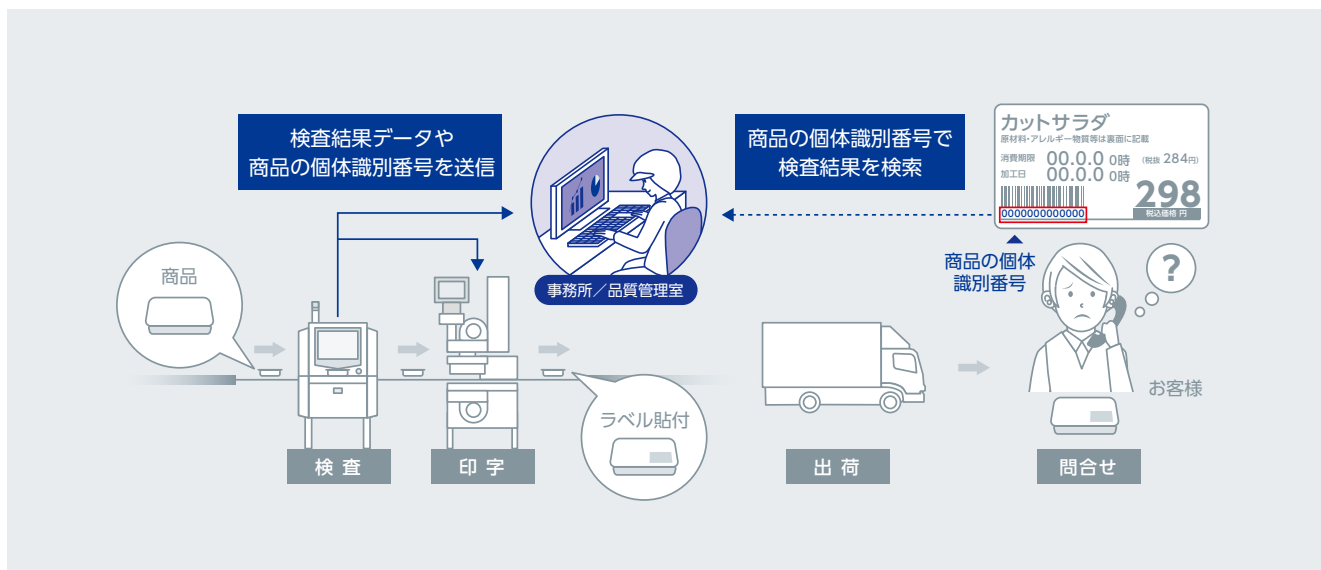 検査結果データや
商品の個体識別番号を送信
商品の個体識別番号で
検査結果を検索
カットサラダ
原材料・アレルギー物質等は裏面に記載
消費期限 00.0.0 0時 (税抜 284円)
加工日 00.0.0 0時
298
税込価格 円
0000000000000
商品の個体
識別番号
?
事務所/品質管理室
商品
ラベル貼付
お客様
検査
印字
出荷
問合せ